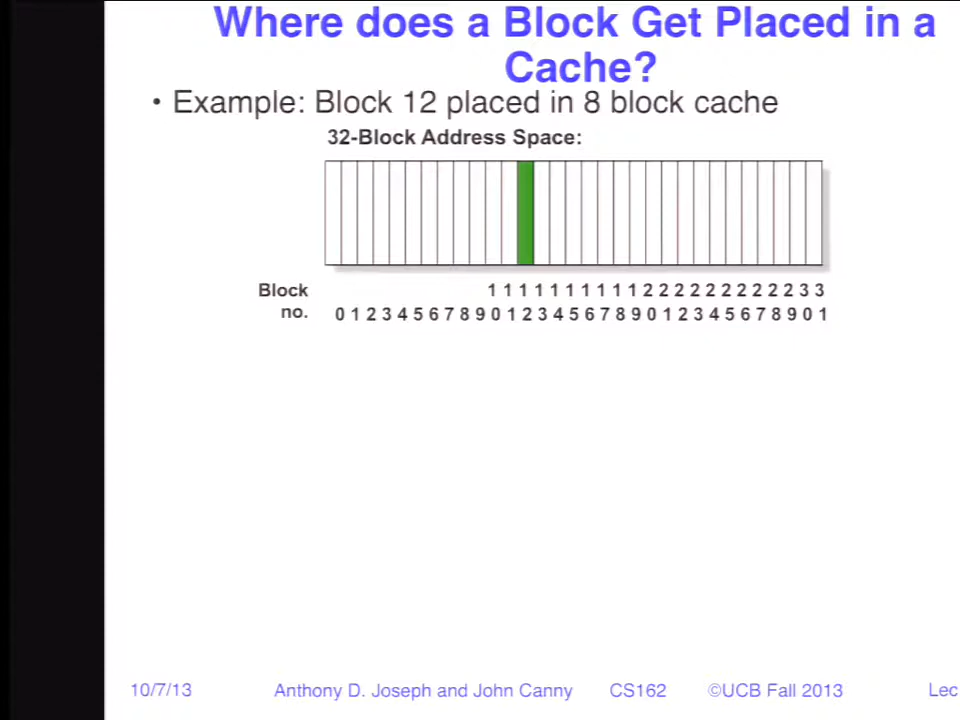 Where does a Block Get Placed in a
Cache?
• Example: Block 12 placed in 8 block cache
32-Block Address Space:
Block 1 1 1 1 1 1 1 1 1 1 2 2 2 2 2 2 2 2 2 2 3 3
no. 0 1 2 3 4 5 6 7 8 9 0 1 2 3 4 5 6 7 8 9 0 1 2 3 4 5 6 7 8 9 0 1
10/7/13 Anthony D. Joseph and John Canny CS162 ©UCB Fall 2013 Lec